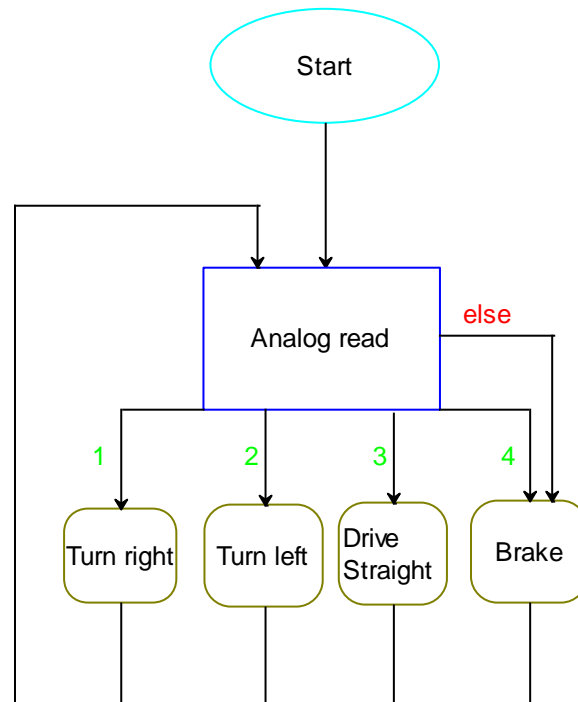 Start
Analog read
else
1
2
3
4
Turn right
Turn left
Drive
Straight
Brake